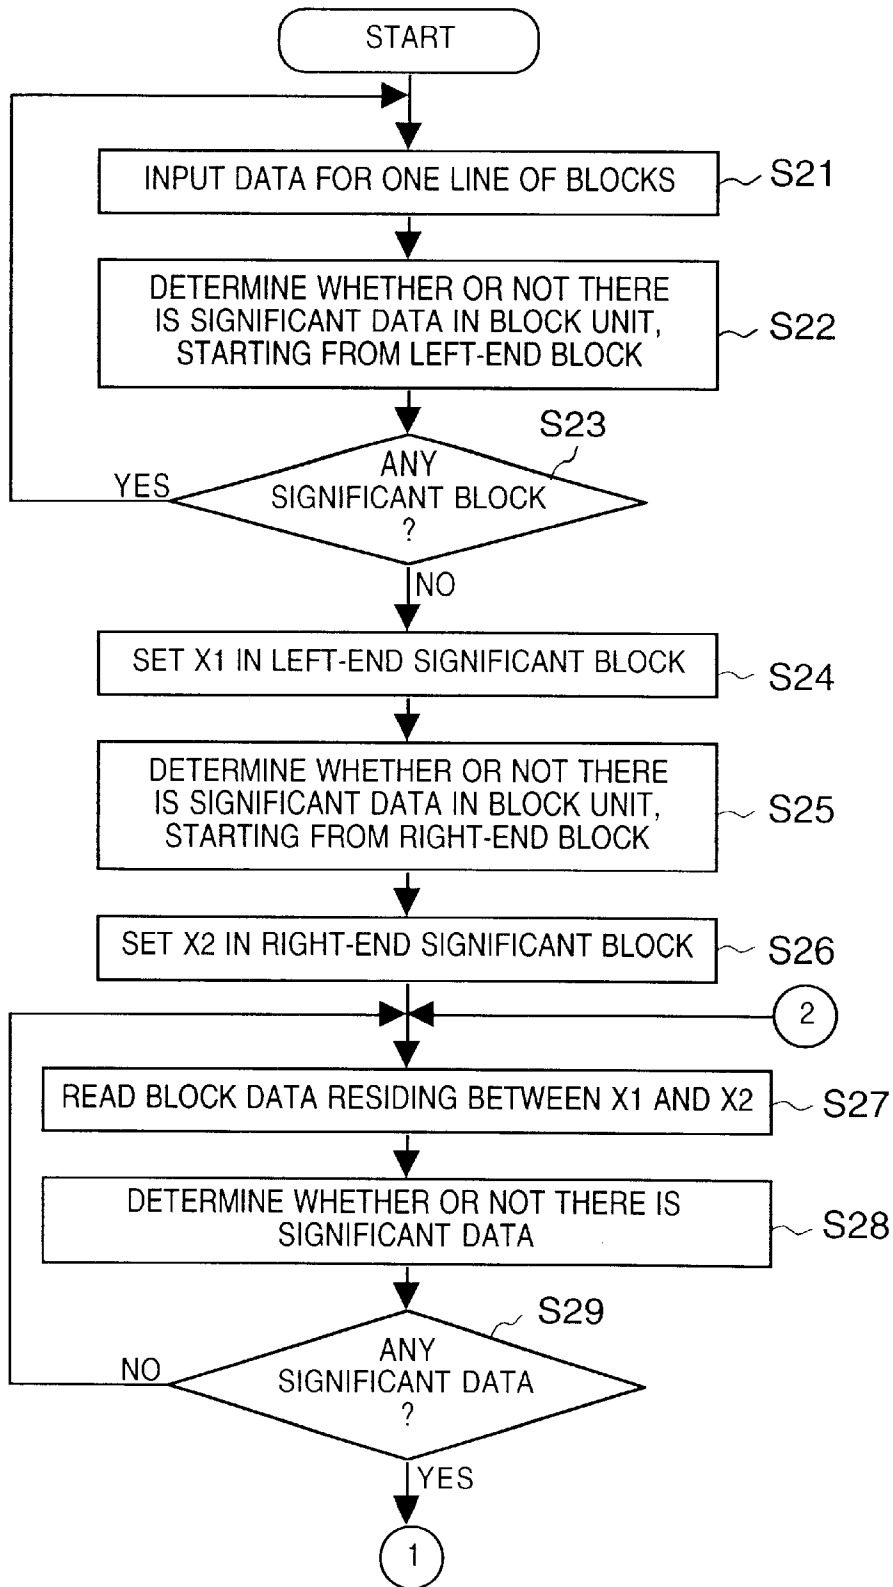 START
INPUT DATA FOR ONE LINE OF BLOCKS
S21
DETERMINE WHETHER OR NOT THERE
IS SIGNIFICANT DATA IN BLOCK UNIT,
STARTING FROM LEFT-END BLOCK
S22
S23
ANY
SIGNIFICANT BLOCK
?
YES
NO
SET X1 IN LEFT-END SIGNIFICANT BLOCK
S24
DETERMINE WHETHER OR NOT THERE
IS SIGNIFICANT DATA IN BLOCK UNIT,
STARTING FROM RIGHT-END BLOCK
S25
SET X2 IN RIGHT-END SIGNIFICANT BLOCK
S26
2
READ BLOCK DATA RESIDING BETWEEN X1 AND X2
S27
DETERMINE WHETHER OR NOT THERE IS
SIGNIFICANT DATA
S28
S29
ANY
SIGNIFICANT DATA
?
NO
YES
1